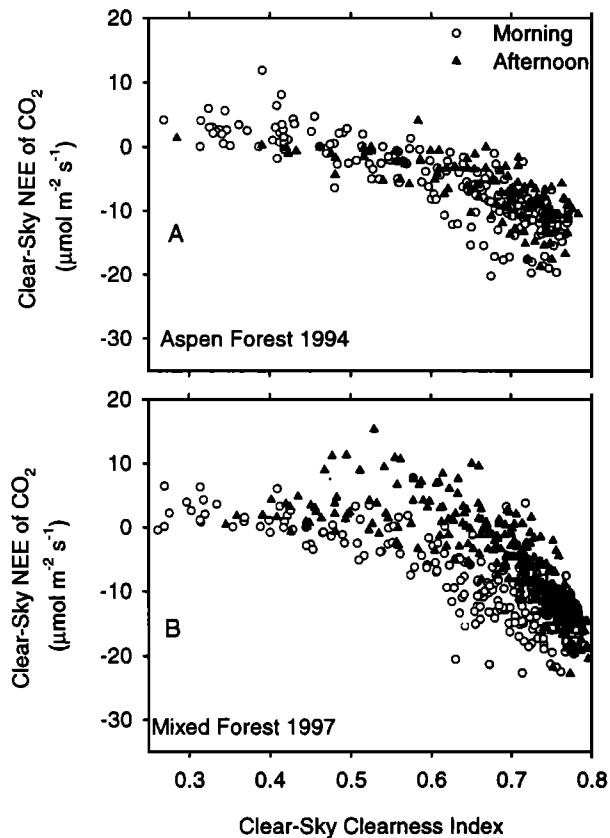 20
10
0
-10
-20
-30
Clear-Sky NEE of CO2
(μmol m-2 s-1)
Morning
Afternoon
A
Aspen Forest 1994
20
10
0
-10
-20
-30
Clear-Sky NEE of CO2
(μmol m-2 s-1)
B
Mixed Forest 1997
0.3 0.4 0.5 0.6 0.7 0.8
Clear-Sky Clearness Index